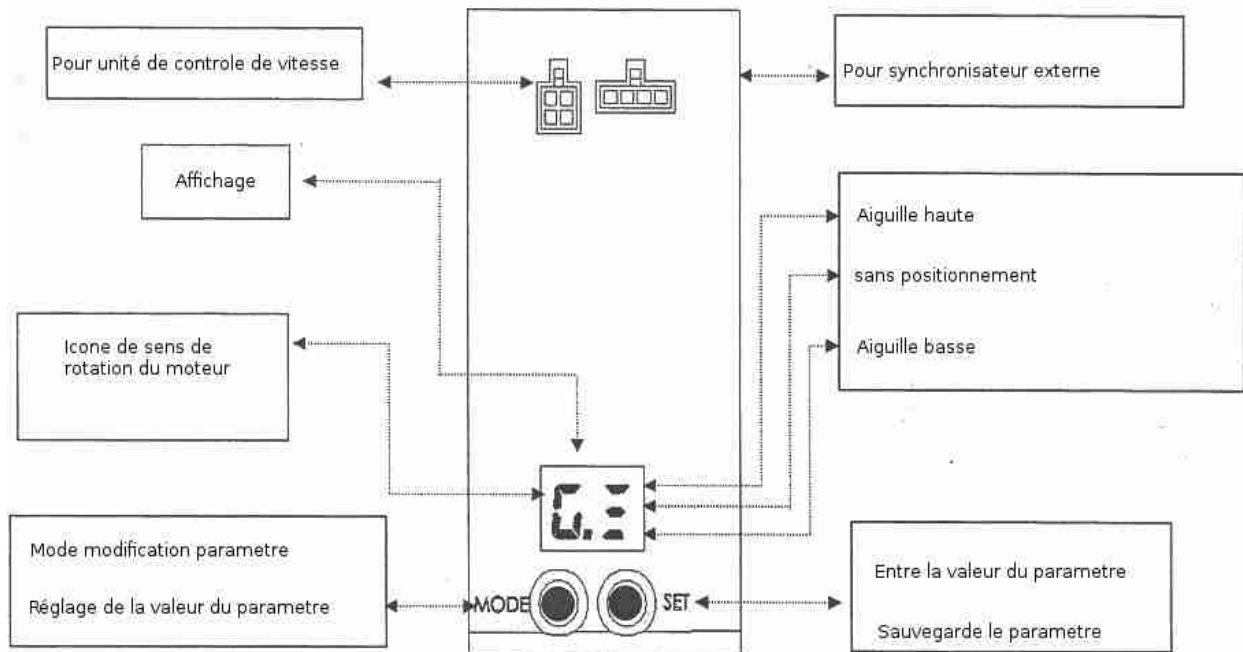 Pour unité de controle de vitesse
Pour synchronisateur externe
Affichage
Aiguille haute
sans positionnement
Aiguille basse
Icone de sens de
rotation du moteur
Mode modification parametre
Réglage de la valeur du parametre
MODE
SET
Entre la valeur du parametre
Sauvegarde le parametre